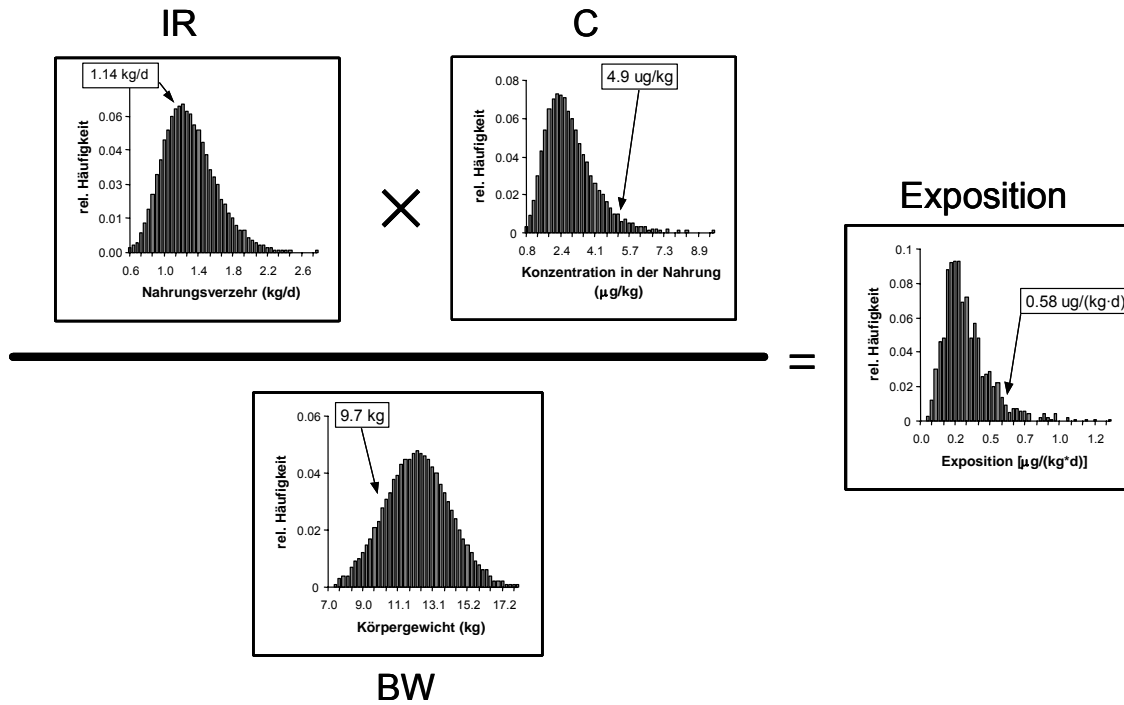 IR
1.14 kg/d
rel. Häufigkeit
0.06
0.04
0.03
0.01
0.00
0.6 1.0 1.4 1.8 2.2 2.6
Nahrungsverzehr (kg/d)
×
C
4.9 ug/kg
rel. Häufigkeit
0.08
0.06
0.04
0.02
0
0.8 2.4 4.1 5.7 7.3 8.9
Konzentration in der Nahrung
(µg/kg)
9.7 kg
rel. Häufigkeit
0.06
0.04
0.02
0
7.0 9.0 11.1 13.1 15.2 17.2
Körpergewicht (kg)
BW
=
Exposition
0.58 ug/(kg·d)
rel. Häufigkeit
0.1
0.08
0.06
0.04
0.02
0
0.0 0.2 0.5 0.7 1.0 1.2
Exposition [µg/(kg*d)]